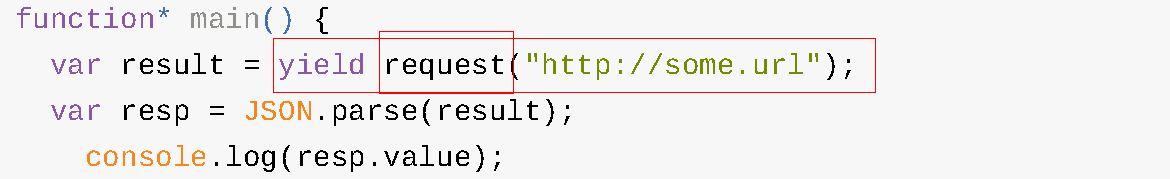 function* main() {
var result = yield request("http://some.url");
var resp = JSON.parse(result);
console.log(resp.value);